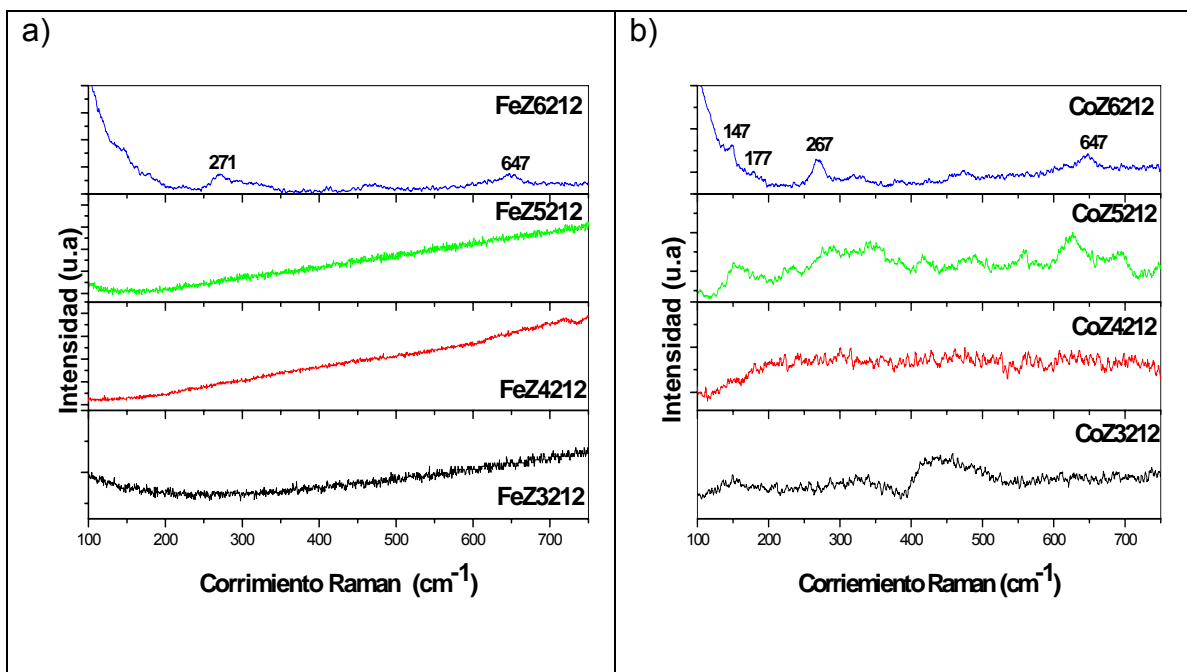 a)
FeZ6212
271
647
FeZ5212
FeZ4212
FeZ3212
Intensidad (u.a)
100 200 300 400 500 600 700
Corrimiento Raman (cm-1)
b)
CoZ6212
147
177
267
647
CoZ5212
CoZ4212
CoZ3212
Intensidad (u.a)
100 200 300 400 500 600 700
Corriemiento Raman (cm-1)